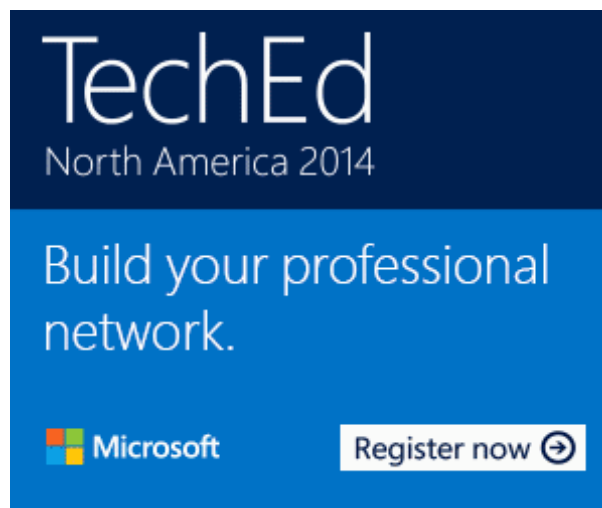 TechEd
North America 2014
Build your professional
network.
Microsoft
Register now